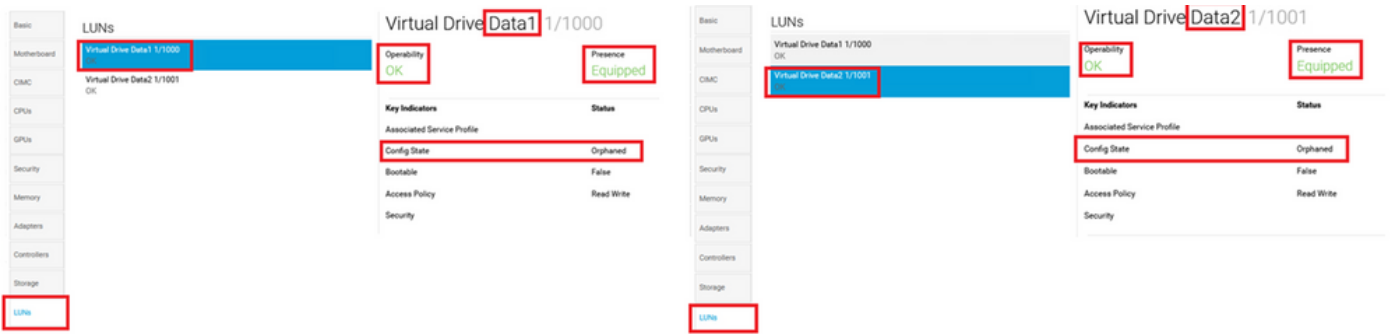 Basic
Motherboard
CIMC
CPUs
GPUs
Security
Memory
Adapters
Controllers
Storage
LUNs
LUNs
Virtual Drive Data1 1/1000
OK
Virtual Drive Data2 1/1001
OK
Virtual Drive Data1 1/1000
Operability Presence
OK Equipped
Key Indicators Status
Associated Service Profile
Config State Orphaned
Bootable False
Access Policy Read Write
Security
Basic
Motherboard
CIMC
CPUs
GPUs
Security
Memory
Adapters
Controllers
Storage
LUNs
LUNs
Virtual Drive Data1 1/1000
OK
Virtual Drive Data2 1/1001
OK
Virtual Drive Data2 1/1001
Operability Presence
OK Equipped
Key Indicators Status
Associated Service Profile
Config State Orphaned
Bootable False
Access Policy Read Write
Security